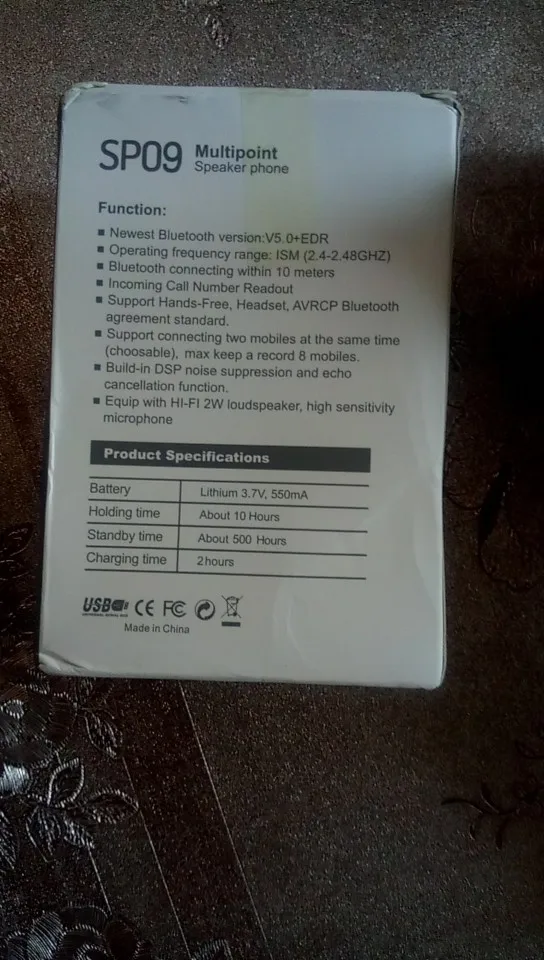 SP09 Multipoint
Speaker phone
Function:
■ Newest Bluetooth version:V5.0+EDR
■ Operating frequency range: ISM (2.4-2.48GHZ)
■ Bluetooth connecting within 10 meters
■ Incoming Call Number Readout
■ Support Hands-Free, Headset, AVRCP Bluetooth
agreement standard.
■ Support connecting two mobiles at the same time
(choosable), max keep a record 8 mobiles.
■ Build-in DSP noise suppression and echo
cancellation function.
■ Equip with HI-FI 2W loudspeaker, high sensitivity
microphone
Product Specifications
Battery Lithium 3.7V, 550mA
Holding time About 10 Hours
Standby time About 500 Hours
Charging time 2hours
USB CE FC
Made in China